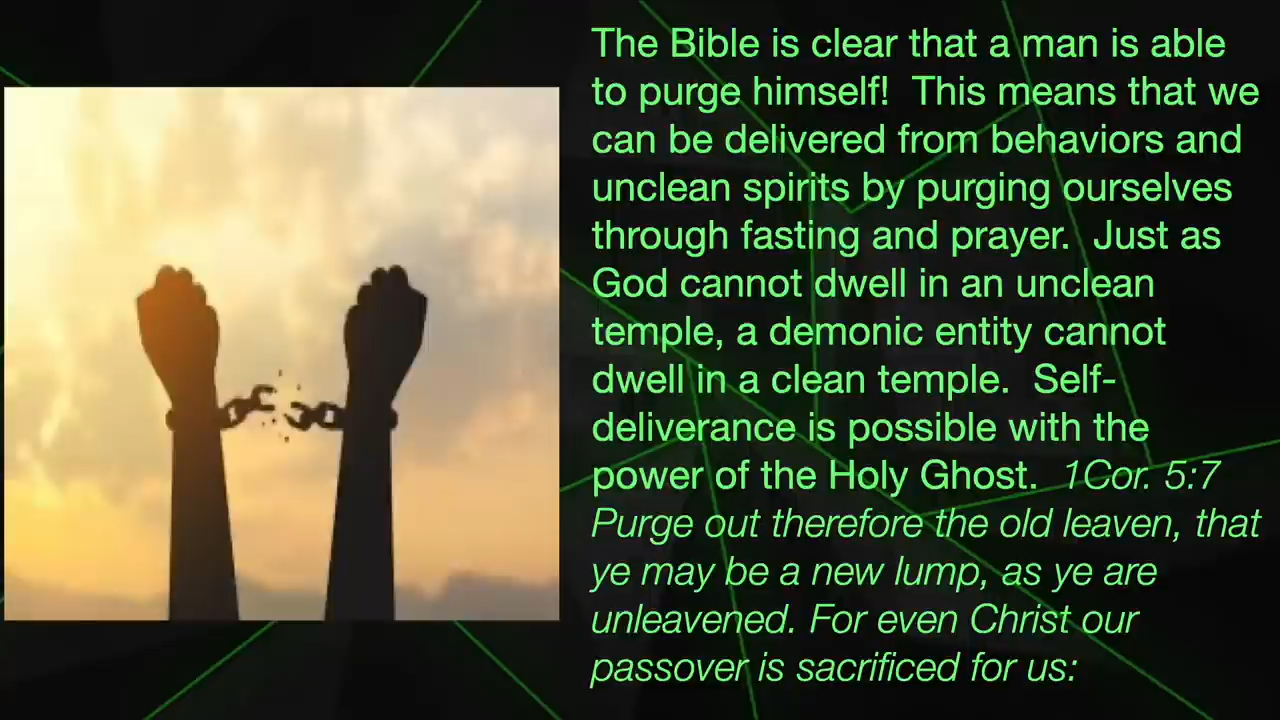 The Bible is clear that a man is able
to purge himself!  This means that we
can be delivered from behaviors and
unclean spirits by purging ourselves
through fasting and prayer.  Just as
God cannot dwell in an unclean
temple, a demonic entity cannot
dwell in a clean temple.  Self-
deliverance is possible with the
power of the Holy Ghost.  1Cor. 5:7
Purge out therefore the old leaven, that
ye may be a new lump, as ye are
unleavened. For even Christ our
passover is sacrificed for us: